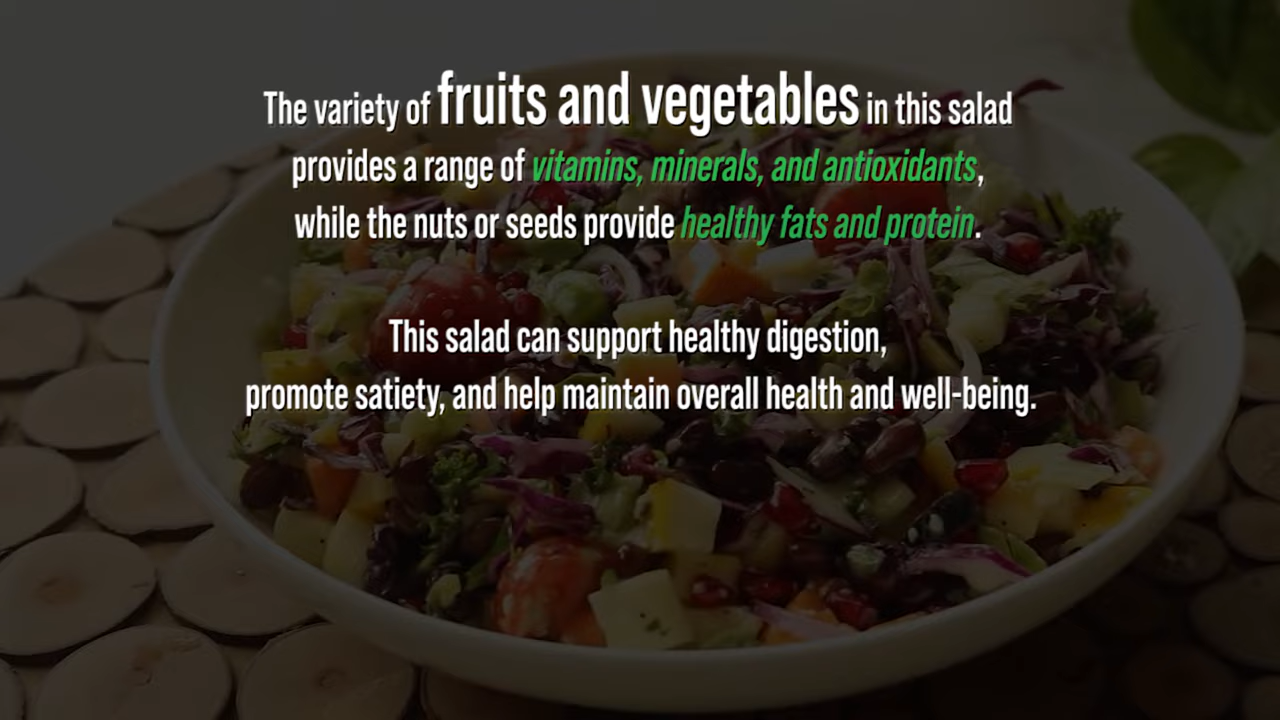 The variety of fruits and vegetables in this salad
provides a range of vitamins, minerals, and antioxidants,
while the nuts or seeds provide healthy fats and protein.
This salad can support healthy digestion,
promote satiety, and help maintain overall health and well-being.